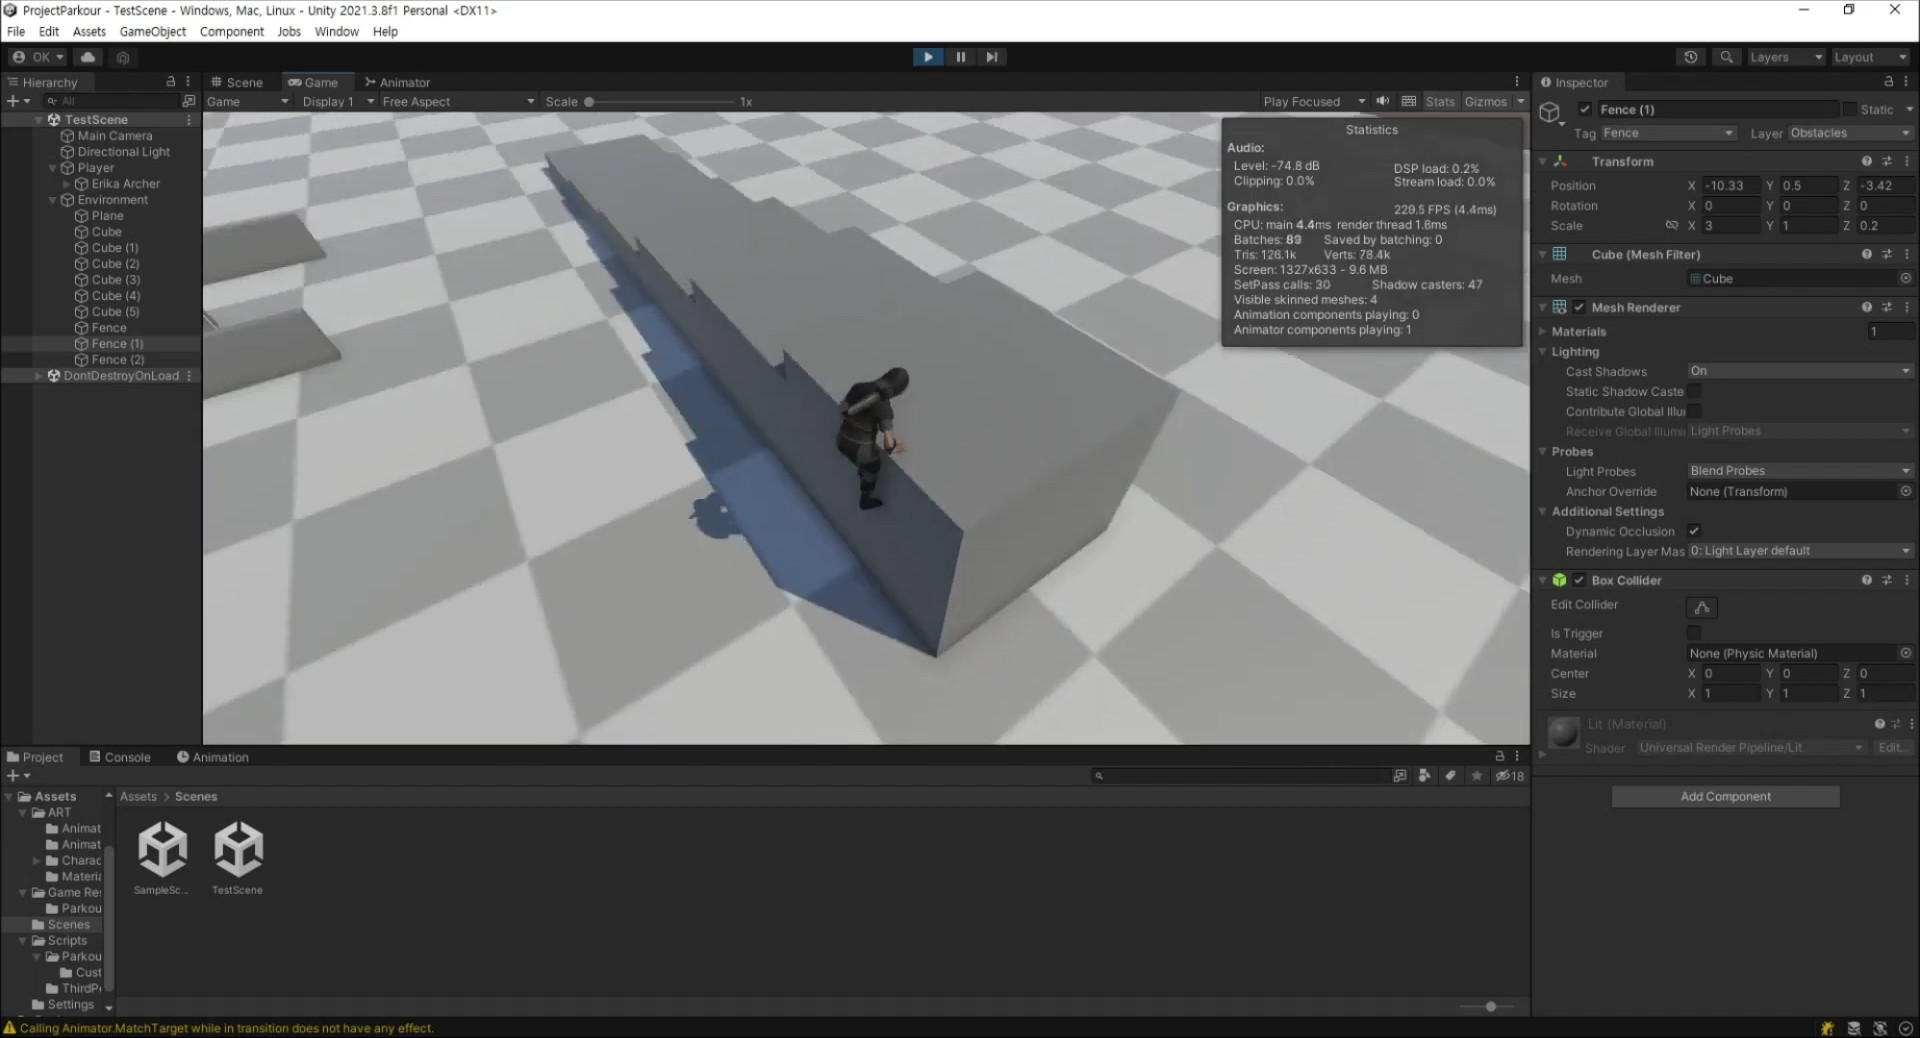 ProjectParkour - TestScene - Windows, Mac, Linux - Unity 2021.3.8f1 Personal <DX11>
File Edit Assets GameObject Component Jobs Window Help
OK Layers Layout
Hierarchy
All
TestScene
Main Camera
Directional Light
Player
Erika Archer
Environment
Plane
Cube
Cube (1)
Cube (2)
Cube (3)
Cube (4)
Cube (5)
Fence
Fence (1)
Fence (2)
DontDestroyOnLoad
Scene Game Animator
Game Display 1 Free Aspect Scale 1x Play Focused Stats Gizmos
Statistics
Audio:
Level: -74.8 dB DSP load: 0.2%
Clipping: 0.0% Stream load: 0.0%
Graphics: 229.5 FPS (4.4ms)
CPU: main 4.4ms render thread 1.6ms
Batches: 89 Saved by batching: 0
Tris: 126.1k Verts: 78.4k
Screen: 1327x633 - 9.6 MB
SetPass calls: 30 Shadow casters: 47
Visible skinned meshes: 4
Animation components playing: 0
Animator components playing: 1
Inspector
Fence (1) Static
Tag Fence Layer Obstacles
Transform
Position X -10.33 Y 0.5 Z -3.42
Rotation X 0 Y 0 Z 0
Scale X 3 Y 1 Z 0.2
Cube (Mesh Filter)
Mesh Cube
Mesh Renderer
Materials 1
Lighting
Cast Shadows On
Static Shadow Caste
Contribute Global Illu
Receive Global Illumi Light Probes
Probes
Light Probes Blend Probes
Anchor Override None (Transform)
Additional Settings
Dynamic Occlusion
Rendering Layer Mas 0: Light Layer default
Box Collider
Edit Collider
Is Trigger
Material None (Physic Material)
Center X 0 Y 0 Z 0
Size X 1 Y 1 Z 1
Lit (Material)
Shader Universal Render Pipeline/Lit Edit...
Add Component
Project Console Animation
18
Assets
ART
Animat
Animat
Charac
Materia
Game Res
Parkou
Scenes
Scripts
Parkou
Cust
ThirdPe
Settings
Assets > Scenes
SampleSc... TestScene
Calling Animator.MatchTarget while in transition does not have any effect.